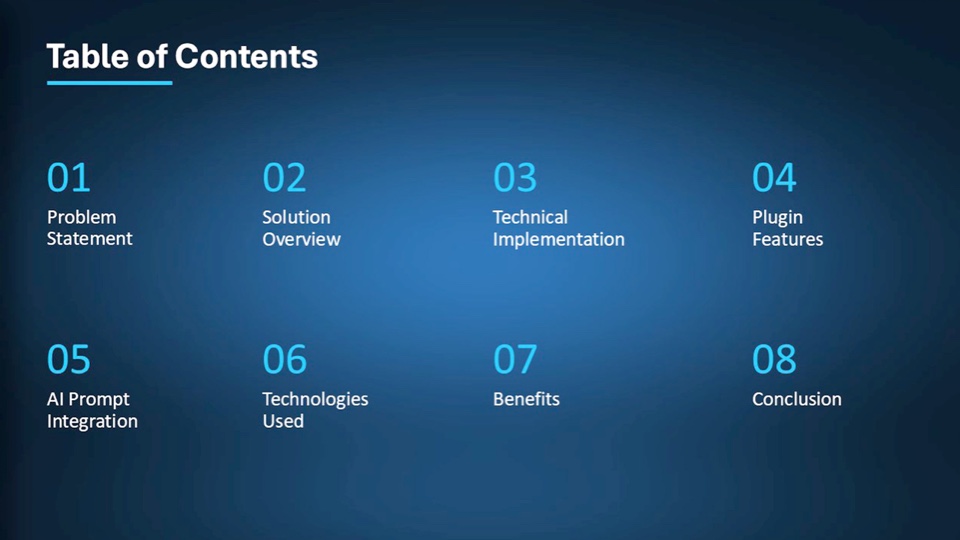 Table of Contents
01
Problem
Statement
02
Solution
Overview
03
Technical
Implementation
04
Plugin
Features
05
AI Prompt
Integration
06
Technologies
Used
07
Benefits
08
Conclusion